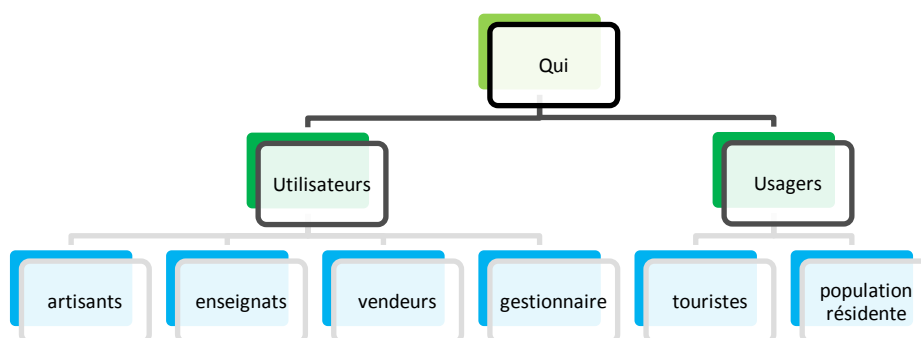 Qui
Utilisateurs
Usagers
artisants
enseignats
vendeurs
gestionnaire
touristes
population
résidente